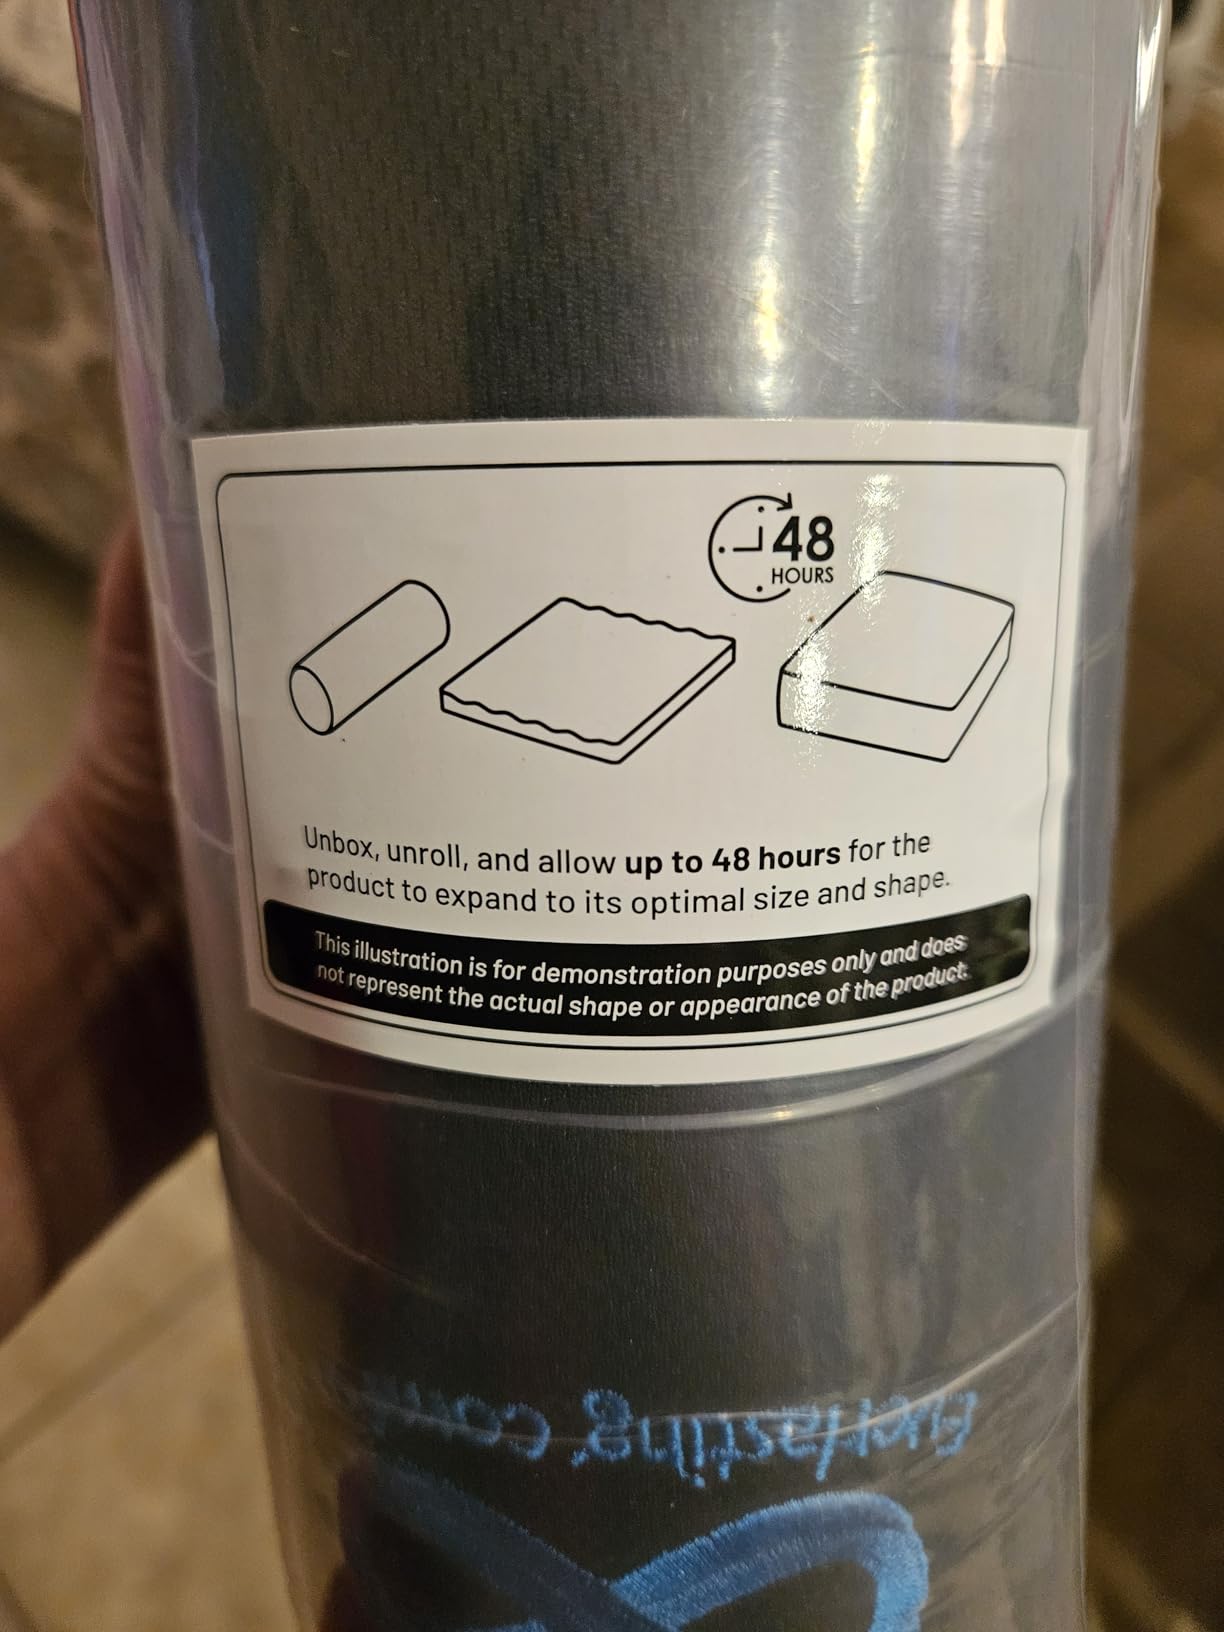 48
HOURS
Unbox, unroll, and allow up to 48 hours for the
product to expand to its optimal size and shape.
This illustration is for demonstration purposes only and does
not represent the actual shape or appearance of the product.
Everlasting